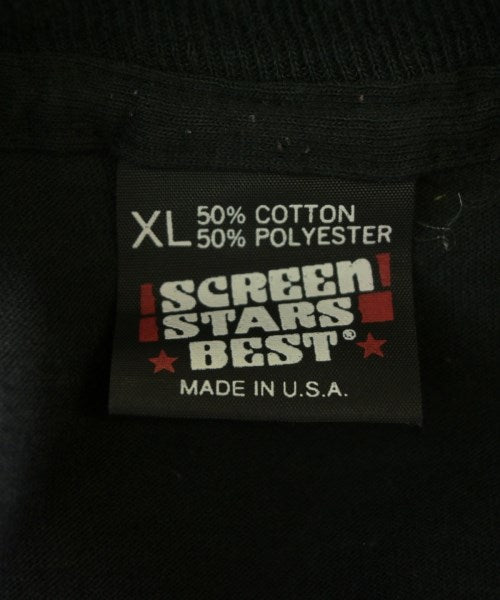 XL 50% COTTON
50% POLYESTER
SCREEN
STARS
BEST®
MADE IN U.S.A.